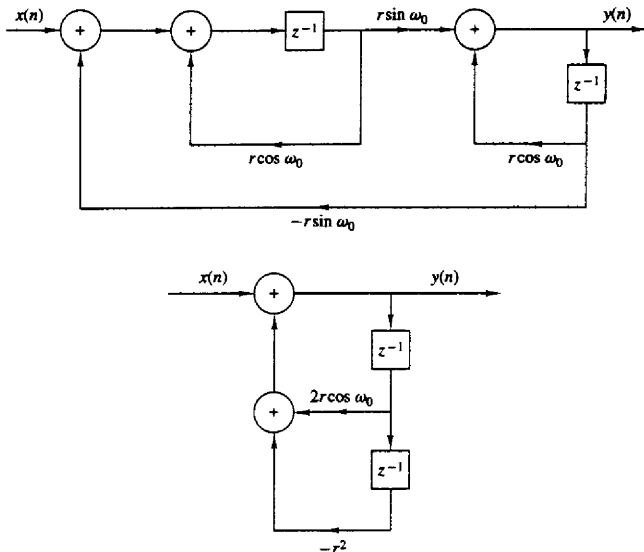 x(n)
r sin ω₀
y(n)
+
+
z⁻¹
+
z⁻¹
r cos ω₀
r cos ω₀
−r sin ω₀
x(n)
y(n)
+
z⁻¹
2r cos ω₀
+
z⁻¹
−r²